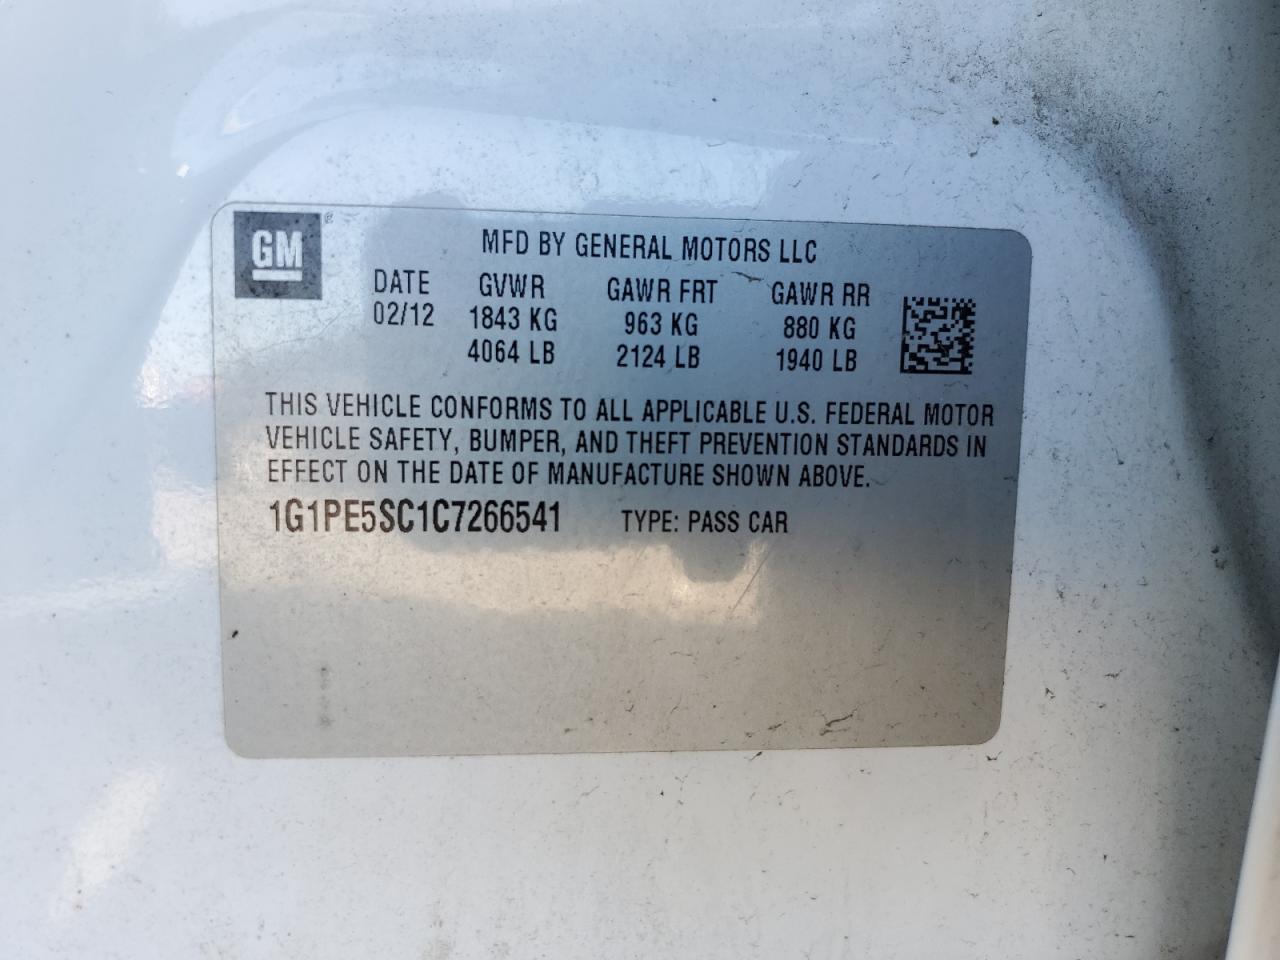 GM®
MFD BY GENERAL MOTORS LLC
DATE GVWR GAWR FRT GAWR RR
02/12 1843 KG 963 KG 880 KG
4064 LB 2124 LB 1940 LB
THIS VEHICLE CONFORMS TO ALL APPLICABLE U.S. FEDERAL MOTOR
VEHICLE SAFETY, BUMPER, AND THEFT PREVENTION STANDARDS IN
EFFECT ON THE DATE OF MANUFACTURE SHOWN ABOVE.
1G1PE5SC1C7266541 TYPE: PASS CAR